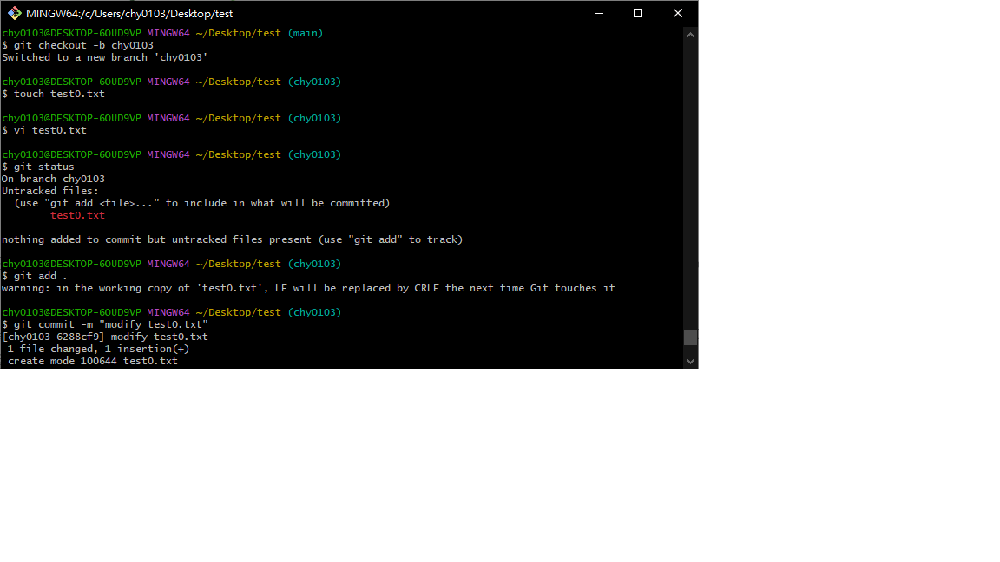 MINGW64:/c/Users/chy0103/Desktop/test
chy0103@DESKTOP-6OUD9VP MINGW64 ~/Desktop/test (main)
$ git checkout -b chy0103
Switched to a new branch 'chy0103'
chy0103@DESKTOP-6OUD9VP MINGW64 ~/Desktop/test (chy0103)
$ touch test0.txt
chy0103@DESKTOP-6OUD9VP MINGW64 ~/Desktop/test (chy0103)
$ vi test0.txt
chy0103@DESKTOP-6OUD9VP MINGW64 ~/Desktop/test (chy0103)
$ git status
On branch chy0103
Untracked files:
  (use "git add <file>..." to include in what will be committed)
        test0.txt
nothing added to commit but untracked files present (use "git add" to track)
chy0103@DESKTOP-6OUD9VP MINGW64 ~/Desktop/test (chy0103)
$ git add .
warning: in the working copy of 'test0.txt', LF will be replaced by CRLF the next time Git touches it
chy0103@DESKTOP-6OUD9VP MINGW64 ~/Desktop/test (chy0103)
$ git commit -m "modify test0.txt"
[chy0103 6288cf9] modify test0.txt
 1 file changed, 1 insertion(+)
 create mode 100644 test0.txt